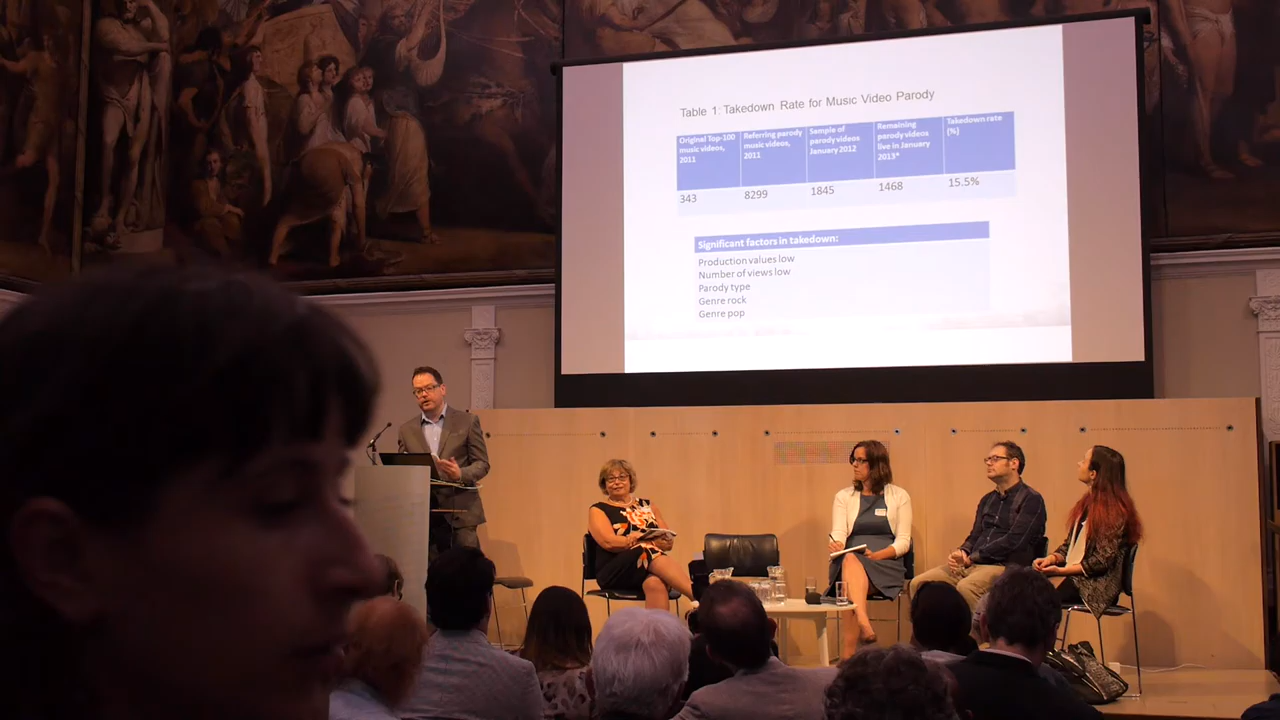 Table 1: Takedown Rate for Music Video Parody
Original Top-100 music videos, 2011
Referring parody music videos, 2011
Sample of parody videos January 2012
Remaining parody videos live in January 2013*
Takedown rate (%)
343
8299
1845
1468
15.5%
Significant factors in takedown:
Production values low
Number of views low
Parody type
Genre rock
Genre pop